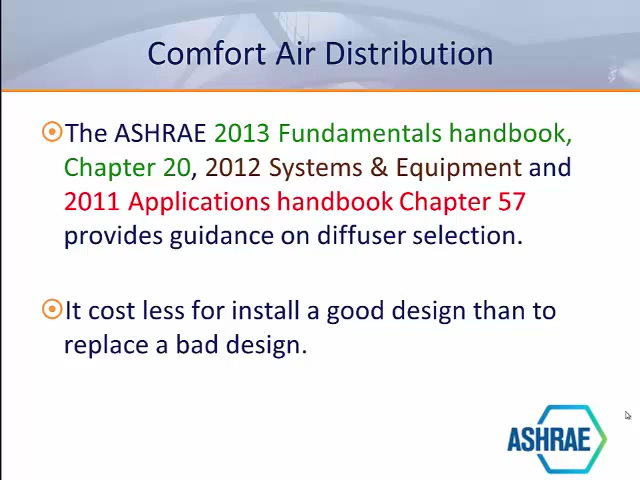 Comfort Air Distribution
The ASHRAE 2013 Fundamentals handbook,
Chapter 20, 2012 Systems & Equipment and
2011 Applications handbook Chapter 57
provides guidance on diffuser selection.
It cost less for install a good design than to
replace a bad design.
ASHRAE